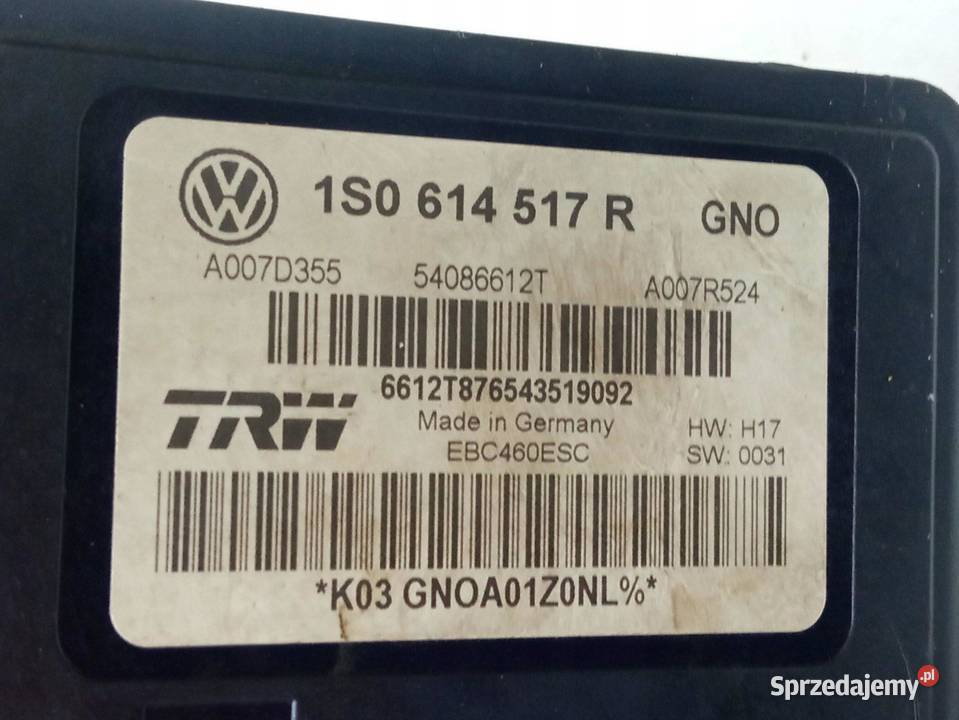 1S0 614 517 R GNO
A007D355 54086612T A007R524
6612T876543519092
TRW
Made in Germany HW: H17
EBC460ESC SW: 0031
*K03 GNOA01Z0NL%*
Sprzedajemy.pl